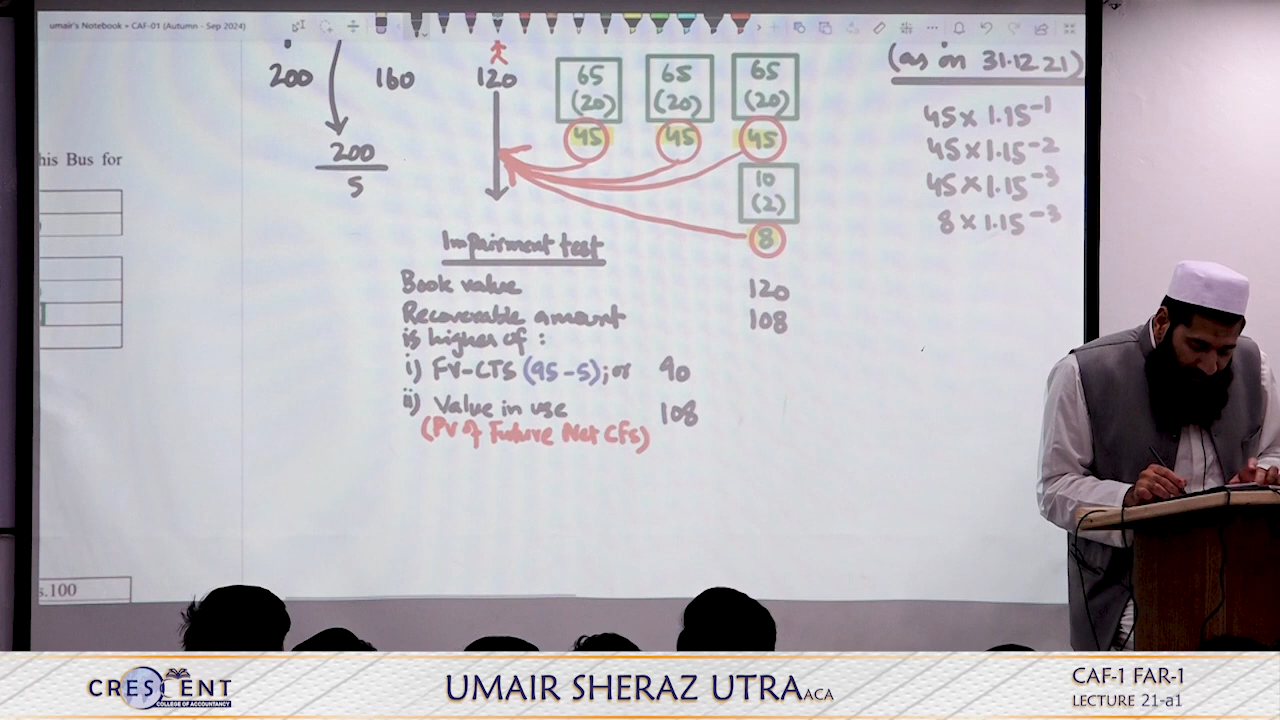 umair's Notebook • CAF-01 (Autumn - Sep 2024)
200 160 120
200
5
65
(20)
45
65
(20)
45
65
(20)
45
10
(2)
8
(as on 31.12.21)
45 x 1.15⁻¹
45 x 1.15⁻²
45 x 1.15⁻³
8 x 1.15⁻³
his Bus for
Impairment test
Book value 120
Recoverable amount 108
is higher of :
i) FV-CTS (95-5); or 90
ii) Value in use 108
(PV of Future Net CFs)
s.100
CRESCENT
COLLEGE OF ACCOUNTANCY
UMAIR SHERAZ UTRA ACA
CAF-1 FAR-1
LECTURE 21-a1